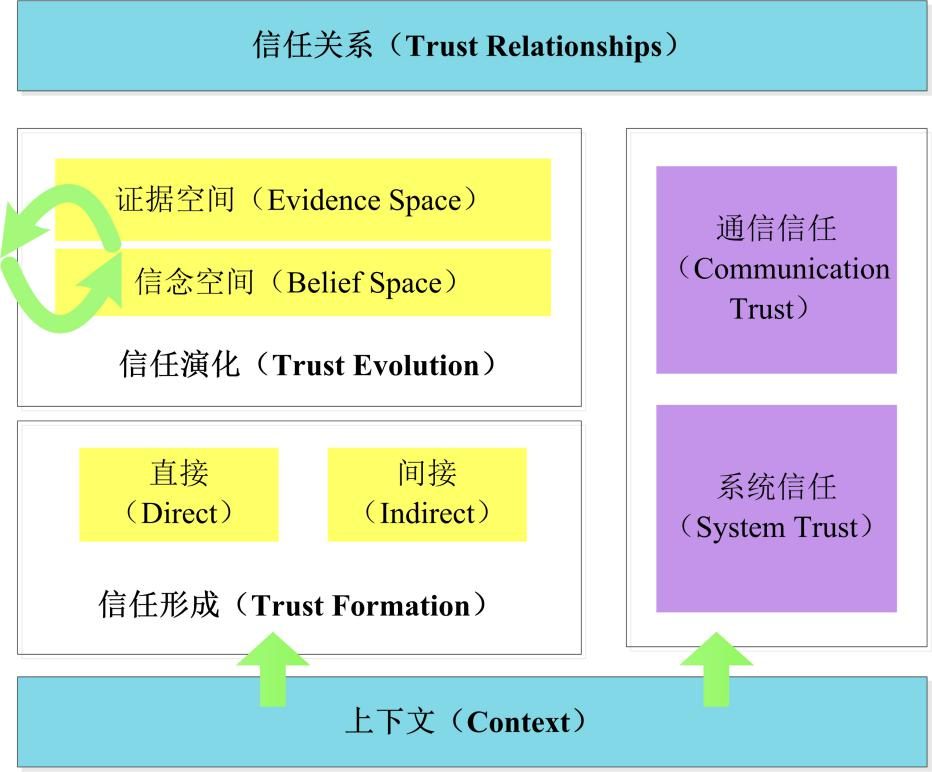 信任关系（Trust Relationships）
证据空间（Evidence Space）
信念空间（Belief Space）
信任演化（Trust Evolution）
直接
（Direct）
间接
（Indirect）
信任形成（Trust Formation）
通信信任
（Communication
Trust）
系统信任
（System Trust）
上下文（Context）